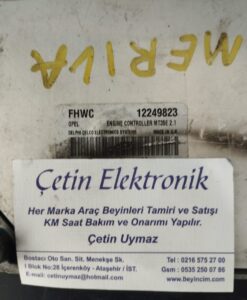 MERIVA
FHWC 12249823
OPEL ENGINE CONTROLLER MT35E 2.1
DELPHI DELCO ELECTRONICS SYSTEMS MADE IN U.K
Çetin Elektronik
Her Marka Araç Beyinleri Tamiri ve Satışı
KM Saat Bakım ve Onarımı Yapılır.
Çetin Uymaz
Bostancı Oto San. Sit. Menekşe Sk.
I Blok No:28 İçerenköy - Ataşehir / İST.
E-mail: cetinuymaz@hotmail.com
Tel : 0216 575 27 00
Gsm : 0535 250 07 86
www.beyincim.com